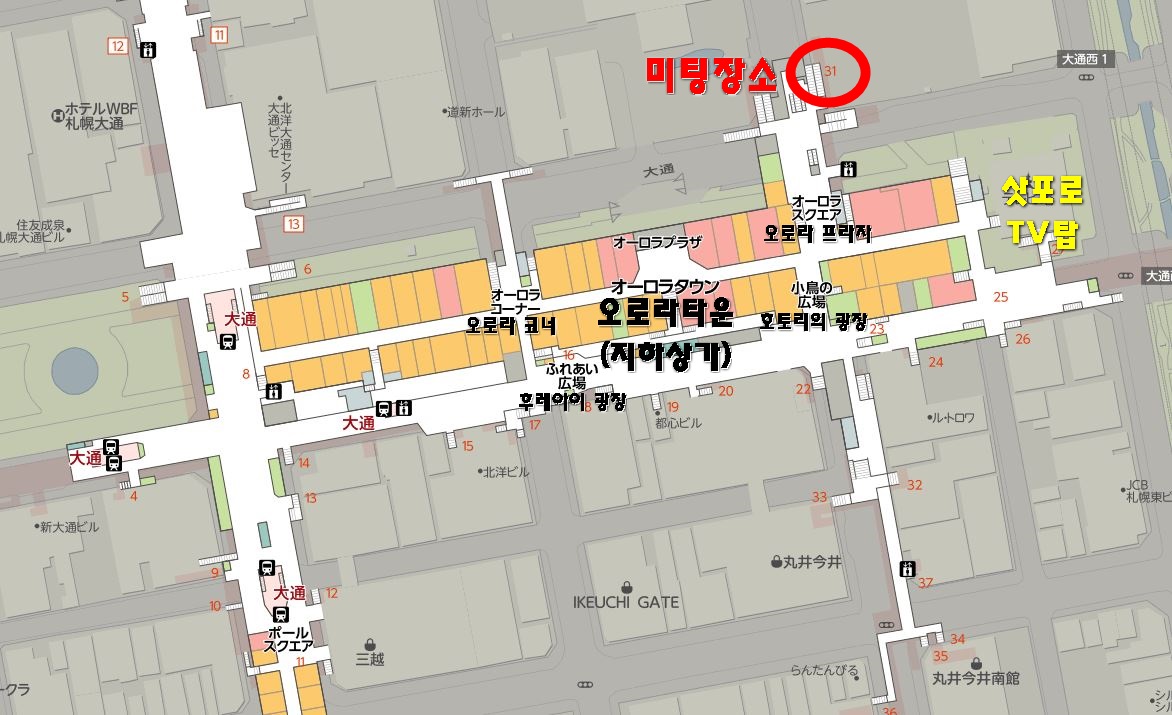 12
11
31
미팅장소
大通西1
ホテルWBF
札幌大通
北洋大通センター
大通ビッセ
道新ホール
大通
13
住友成泉
札幌大通ビル
삿포로
TV탑
オーロラ
スクエア
오로라 프라자
オーロラプラザ
6
5
オーロラ
コーナー
오로라 코너
オーロラタウン
오로라타운
(지하상가)
小鳥の
広場
호토리의 광장
大通
25
23
26
24
8
16
ふれあい
広場
후레아이 광장
20
22
19
18
17
大通
都心ビル
ルトロワ
15
大通
14
北洋ビル
4
13
33
32
JCB
札幌東ビ
新大通ビル
9
10
大通
12
丸井今井
37
IKEUCHI GATE
ポール
スクエア
11
三越
34
35
らんたんびる
丸井今井南館
36
ークラ